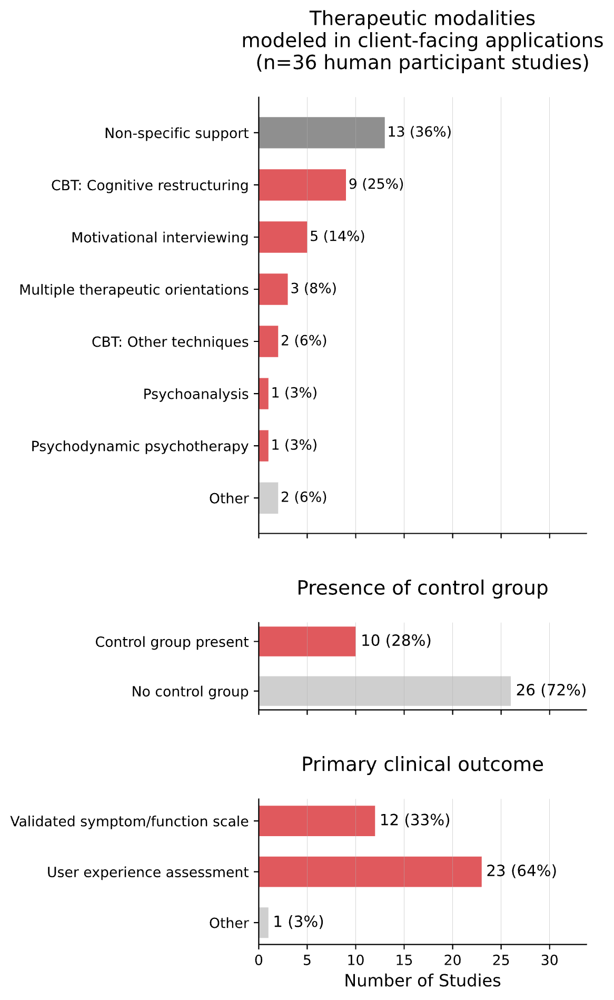 Therapeutic modalities
modeled in client-facing applications
(n=36 human participant studies)
Non-specific support 13 (36%)
CBT: Cognitive restructuring 9 (25%)
Motivational interviewing 5 (14%)
Multiple therapeutic orientations 3 (8%)
CBT: Other techniques 2 (6%)
Psychoanalysis 1 (3%)
Psychodynamic psychotherapy 1 (3%)
Other 2 (6%)
Presence of control group
Control group present 10 (28%)
No control group 26 (72%)
Primary clinical outcome
Validated symptom/function scale 12 (33%)
User experience assessment 23 (64%)
Other 1 (3%)
0 5 10 15 20 25 30
Number of Studies